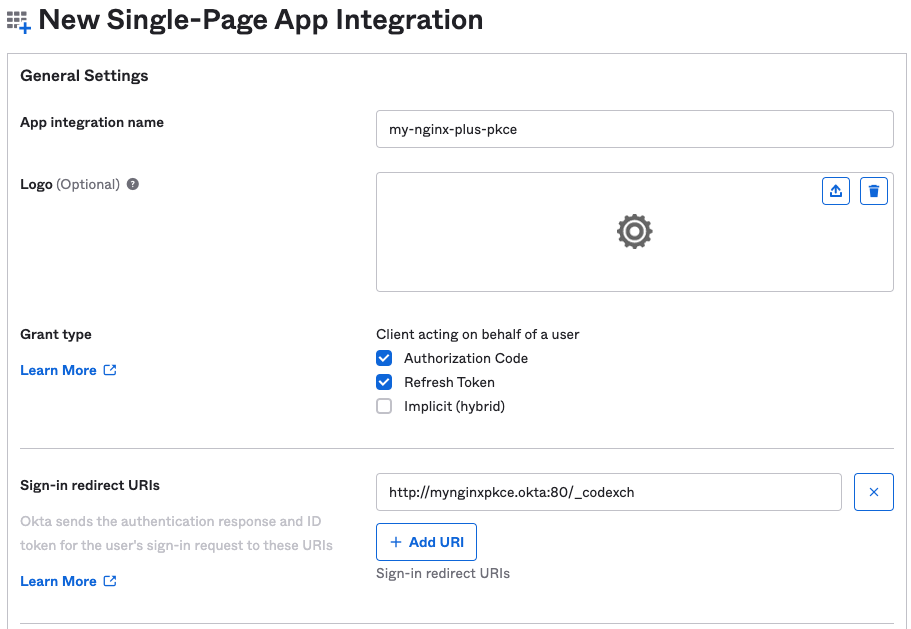 New Single-Page App Integration
General Settings
App integration name
my-nginx-plus-pkce
Logo (Optional) ?
Grant type
Learn More
Client acting on behalf of a user
Authorization Code
Refresh Token
Implicit (hybrid)
Sign-in redirect URIs
Okta sends the authentication response and ID
token for the user's sign-in request to these URIs
Learn More
http://mynginxpkce.okta:80/_codexch
+ Add URI
Sign-in redirect URIs